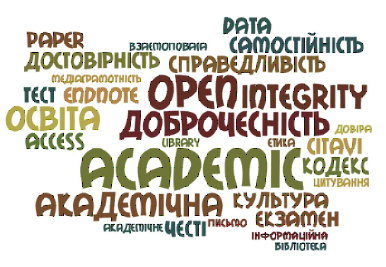 DATA
PAPER
ВЗАЄМОПОВАГА
САМОСТІЙНІСТЬ
ДОСТОВІРНІСТЬ
СПРАВЕДЛИВІСТЬ
МЕДІАГРАМОТНІСТЬ
ТЕСТ ENDNOTE
OPEN INTEGRITY
ОСВІТА
ДОБРОЧЕСНІСТЬ
ДОВІРА
ACCESS
LIBRARY
ЕТИКА
CITAVI
ACADEMIC
КОДЕКС
ЦИТУВАННЯ
АКАДЕМІЧНА
КУЛЬТУРА
ЕКЗАМЕН
АКАДЕМІЧНЕ
ЧЕСТІ
ПИСЬМО
ІНФОРМАЦІЙНА
БІБЛІОТЕКА